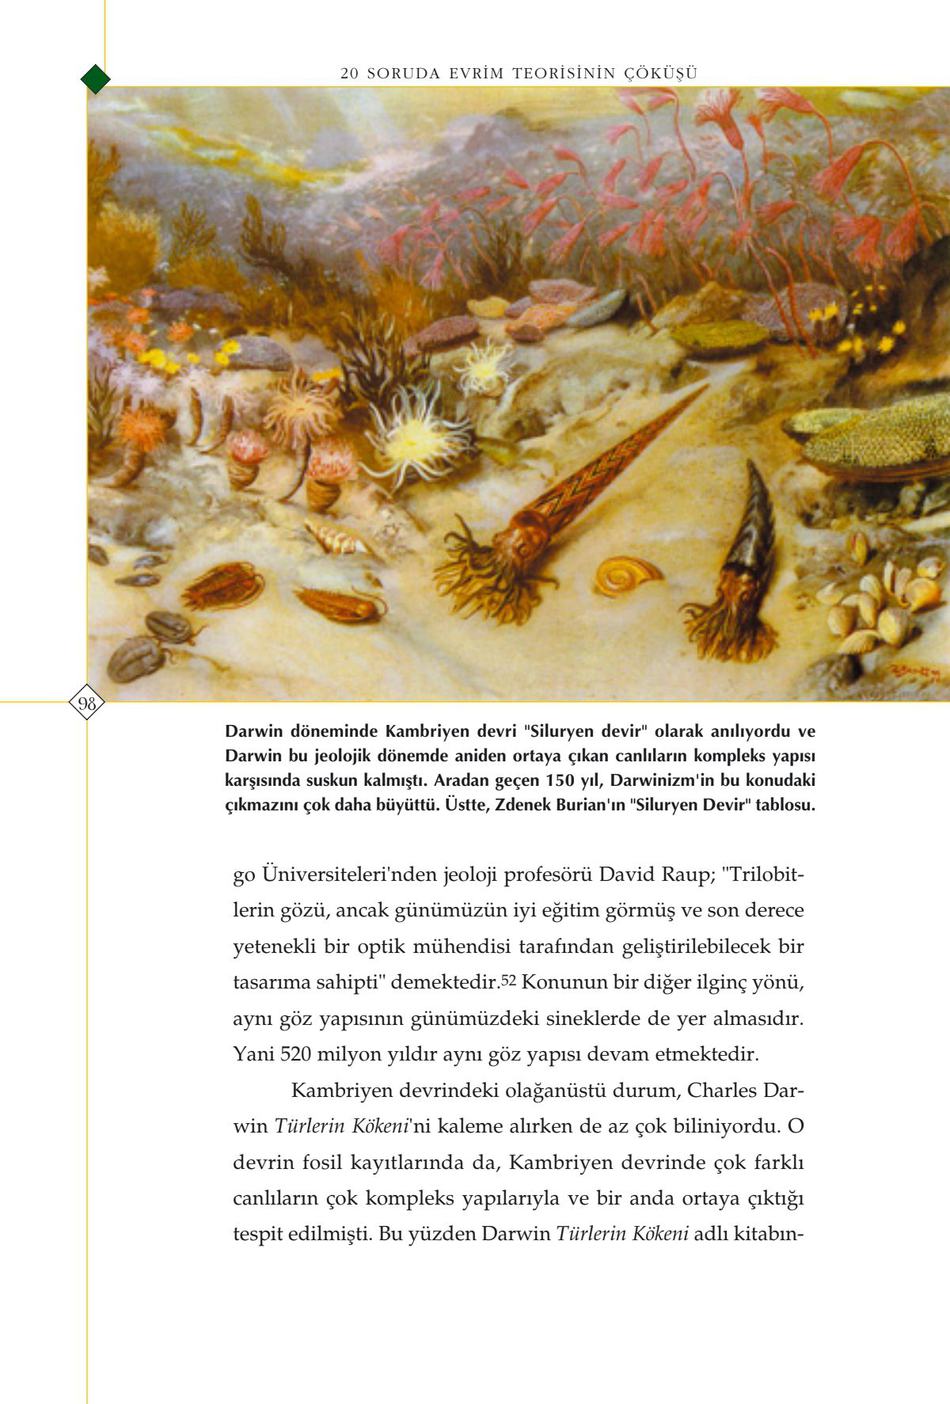 20 SORUDA EVRİM TEORİSİNİN ÇÖKÜŞÜ
98
Darwin döneminde Kambriyen devri "Siluryen devir" olarak anılıyordu ve
Darwin bu jeolojik dönemde aniden ortaya çıkan canlıların kompleks yapısı
karşısında suskun kalmıştı. Aradan geçen 150 yıl, Darwinizm'in bu konudaki
çıkmazını çok daha büyüttü. Üstte, Zdenek Burian'ın "Siluryen Devir" tablosu.
go Üniversiteleri'nden jeoloji profesörü David Raup; "Trilobit-
lerin gözü, ancak günümüzün iyi eğitim görmüş ve son derece
yetenekli bir optik mühendisi tarafından geliştirilebilecek bir
tasarıma sahipti" demektedir.52 Konunun bir diğer ilginç yönü,
aynı göz yapısının günümüzdeki sineklerde de yer almasıdır.
Yani 520 milyon yıldır aynı göz yapısı devam etmektedir.
Kambriyen devrindeki olağanüstü durum, Charles Dar-
win Türlerin Kökeni'ni kaleme alırken de az çok biliniyordu. O
devrin fosil kayıtlarında da, Kambriyen devrinde çok farklı
canlıların çok kompleks yapılarıyla ve bir anda ortaya çıktığı
tespit edilmişti. Bu yüzden Darwin Türlerin Kökeni adlı kitabın-